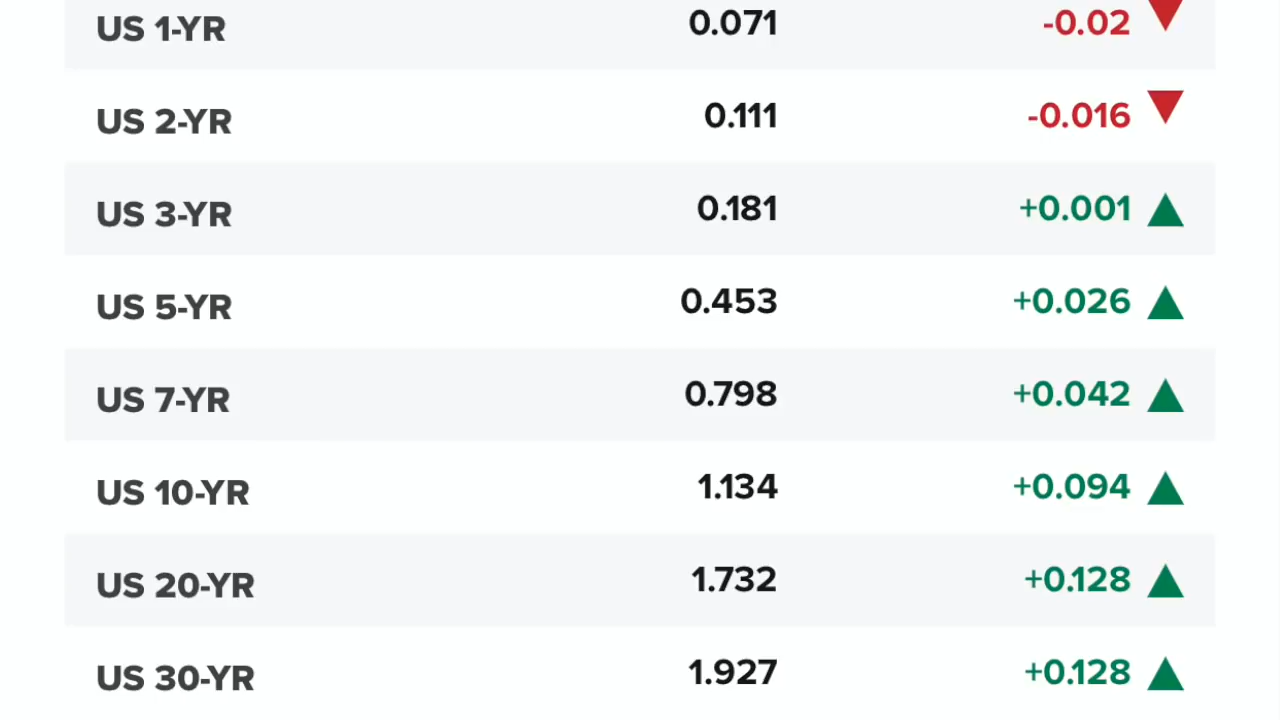 US 1-YR 0.071 -0.02
US 2-YR 0.111 -0.016
US 3-YR 0.181 +0.001
US 5-YR 0.453 +0.026
US 7-YR 0.798 +0.042
US 10-YR 1.134 +0.094
US 20-YR 1.732 +0.128
US 30-YR 1.927 +0.128